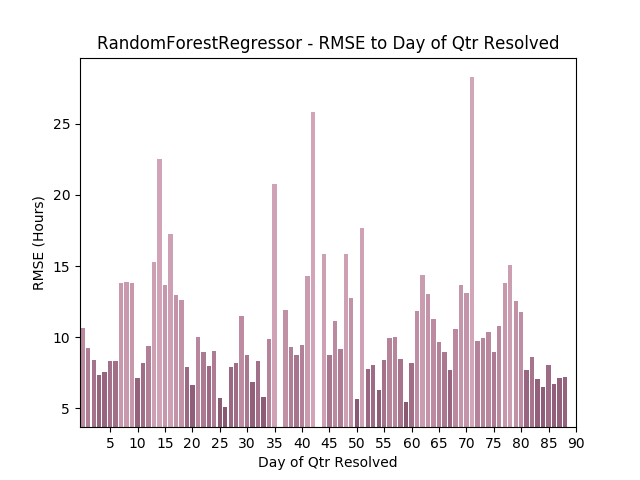 RandomForestRegressor - RMSE to Day of Qtr Resolved
RMSE (Hours)
25
20
15
10
5
5 10 15 20 25 30 35 40 45 50 55 60 65 70 75 80 85 90
Day of Qtr Resolved